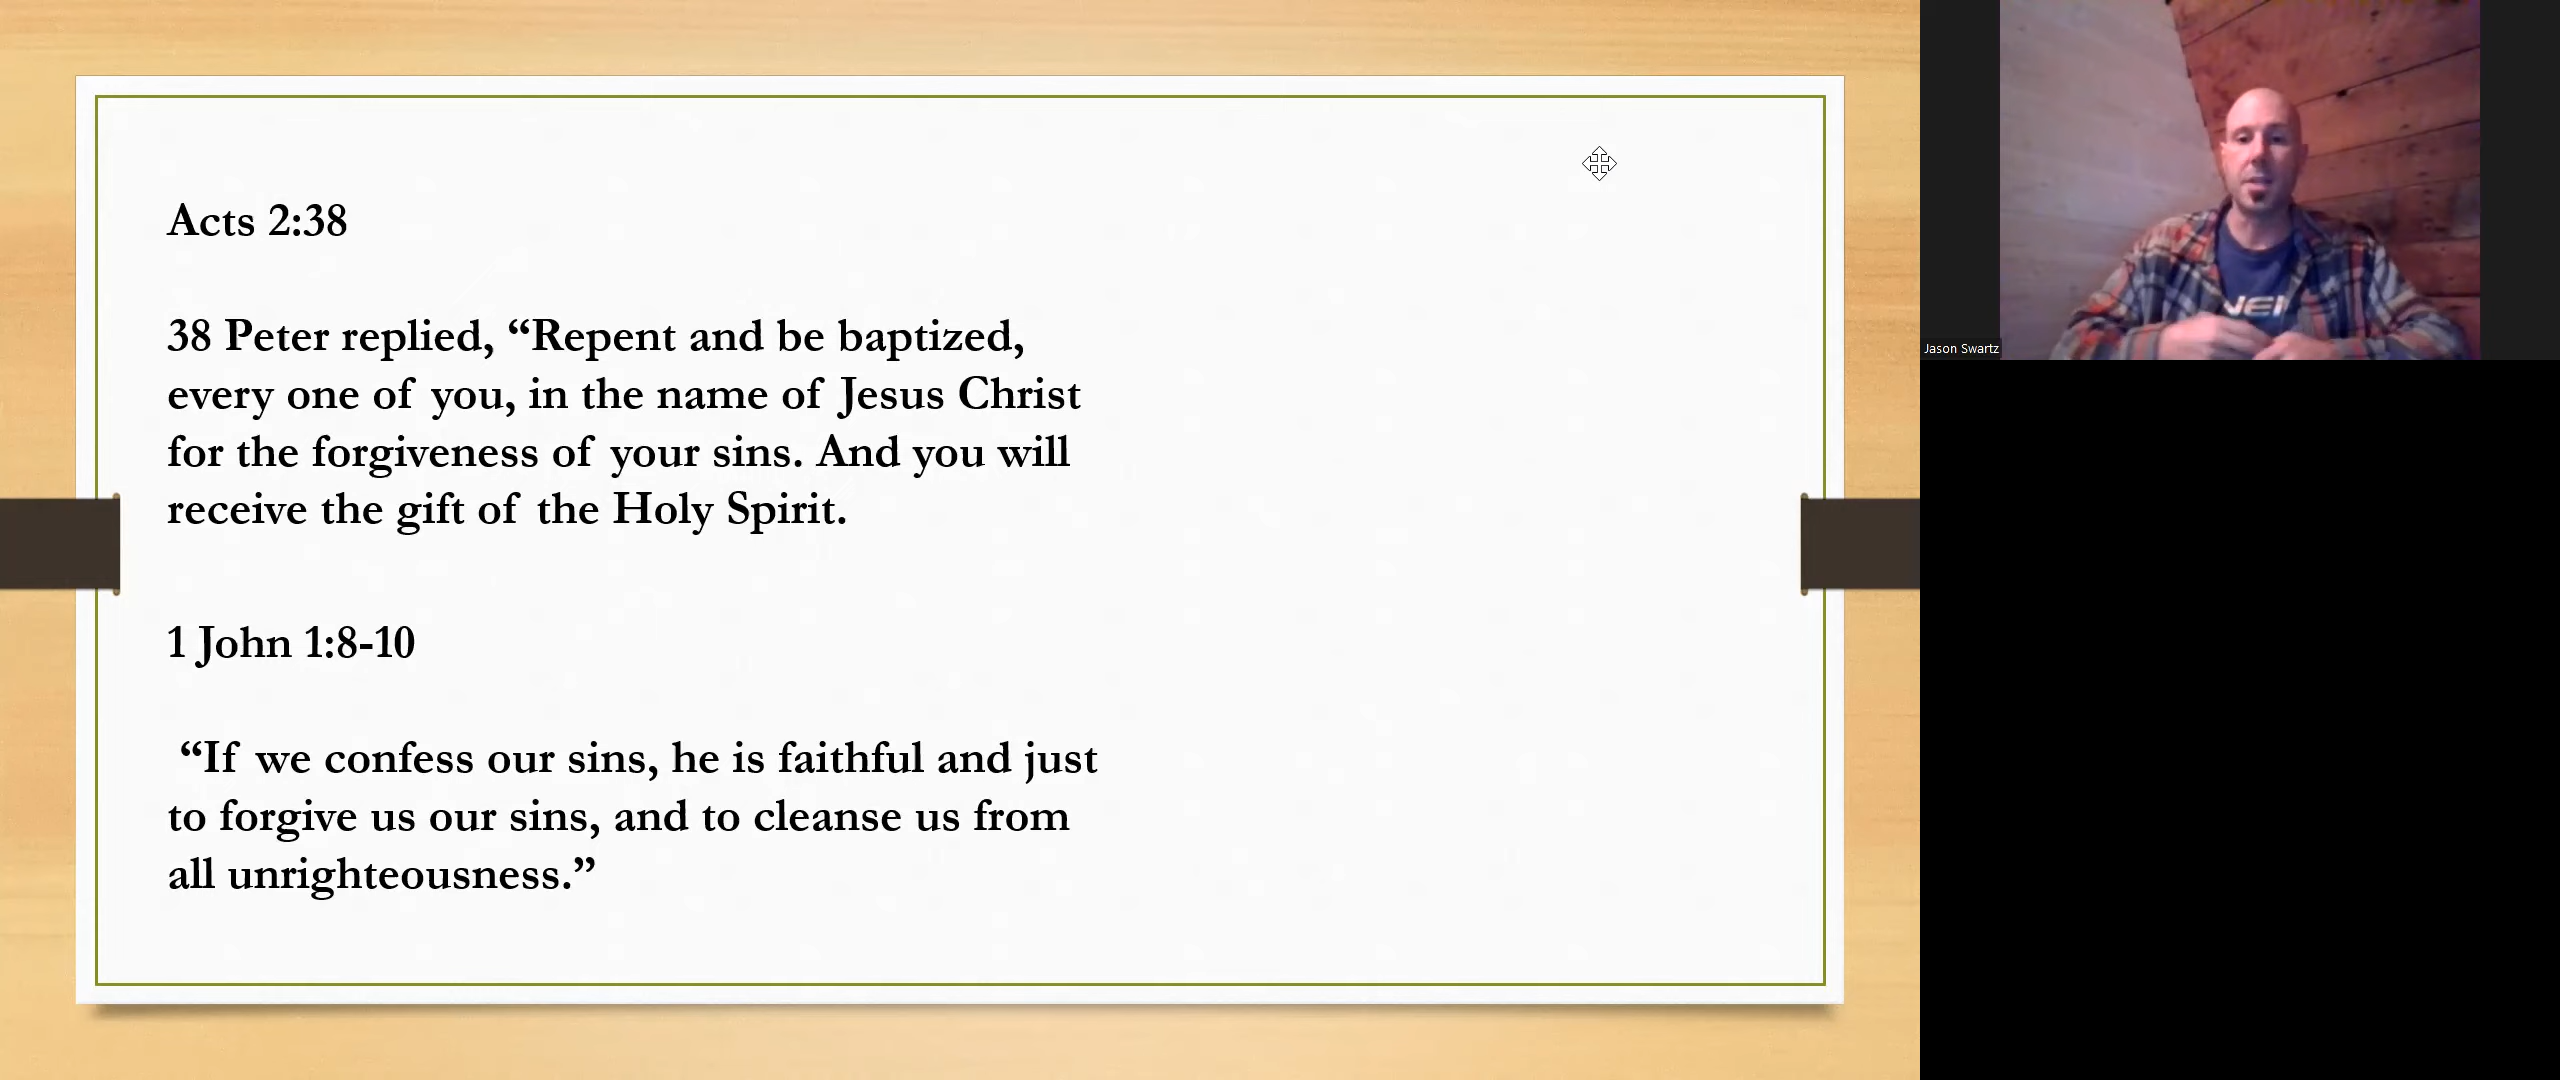 Acts 2:38
38 Peter replied, “Repent and be baptized,
every one of you, in the name of Jesus Christ
for the forgiveness of your sins. And you will
receive the gift of the Holy Spirit.
1 John 1:8-10
“If we confess our sins, he is faithful and just
to forgive us our sins, and to cleanse us from
all unrighteousness.”
Jason Swartz